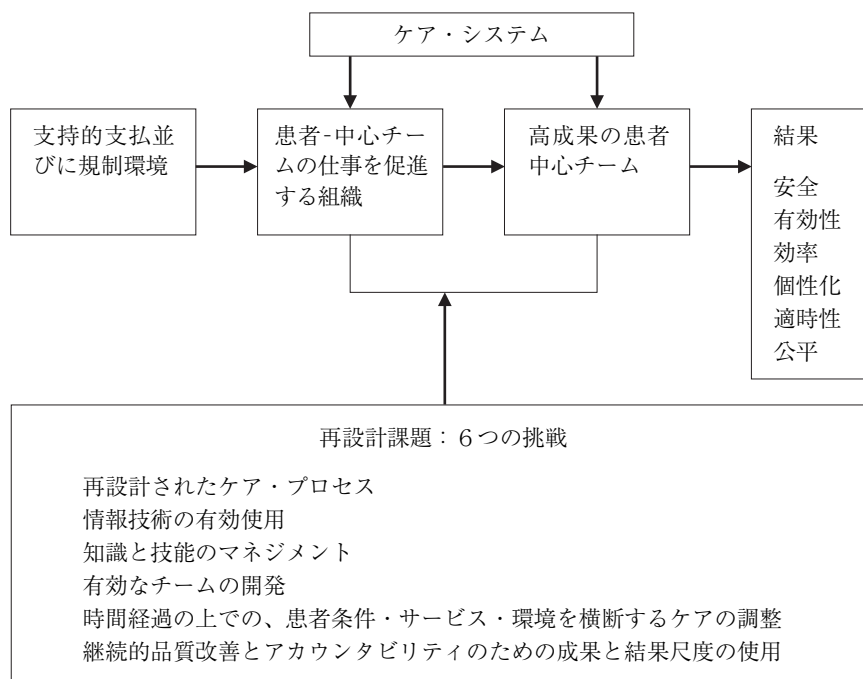 ケア・システム
支持的支払並
びに規制環境
患者-中心チー
ムの仕事を促進
する組織
高成果の患者
中心チーム
結果
安全
有効性
効率
個性化
適時性
公平
再設計課題：６つの挑戦
再設計されたケア・プロセス
情報技術の有効使用
知識と技能のマネジメント
有効なチームの開発
時間経過の上での、患者条件・サービス・環境を横断するケアの調整
継続的品質改善とアカウンタビリティのための成果と結果尺度の使用